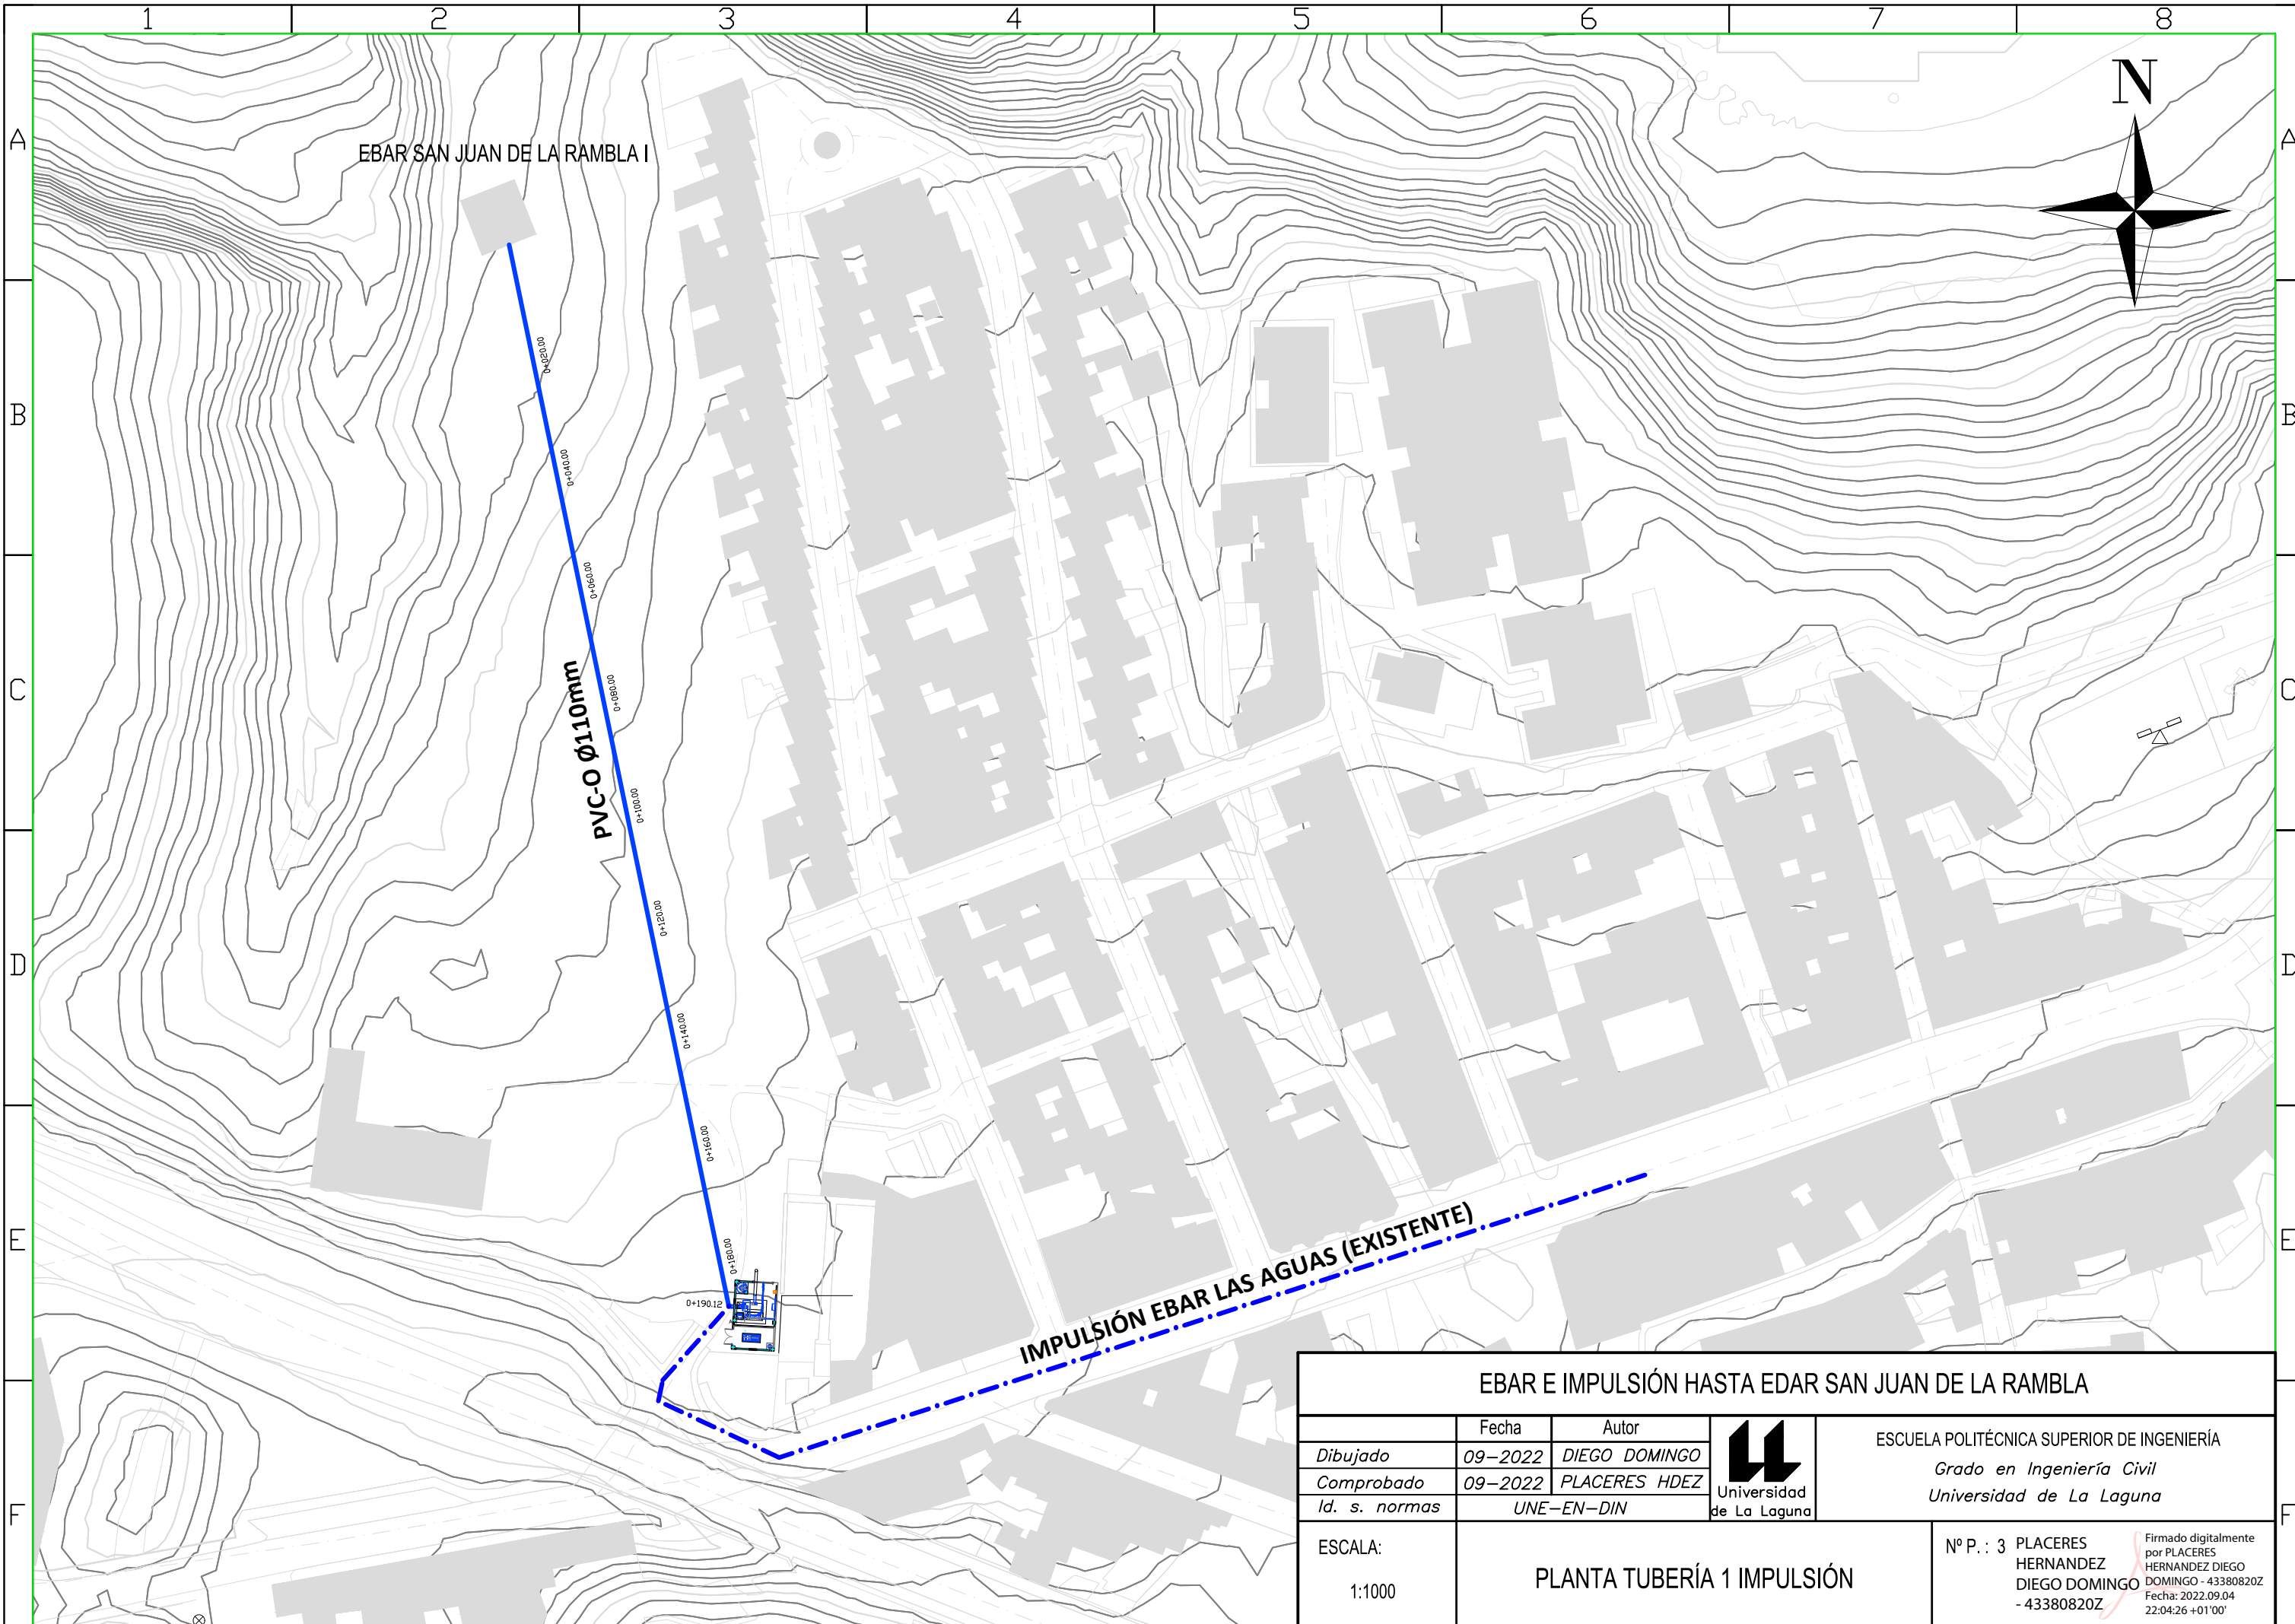 1 2 3 4 5 6 7 8
N
A A
EBAR SAN JUAN DE LA RAMBLA I
0+020.00
B B
0+040.00
0+060.00
C C
PVC-O Ø110mm
0+080.00
0+100.00
0+120.00
D D
0+140.00
0+160.00
E E
0+180.00
0+190.12
IMPULSIÓN EBAR LAS AGUAS (EXISTENTE)
F F
EBAR E IMPULSIÓN HASTA EDAR SAN JUAN DE LA RAMBLA
Fecha Autor
Dibujado 09-2022 DIEGO DOMINGO
Comprobado 09-2022 PLACERES HDEZ
Id. s. normas UNE-EN-DIN
Universidad
de La Laguna
ESCUELA POLITÉCNICA SUPERIOR DE INGENIERÍA
Grado en Ingeniería Civil
Universidad de La Laguna
ESCALA:
1:1000
PLANTA TUBERÍA 1 IMPULSIÓN
Nº P. : 3
PLACERES
HERNANDEZ
DIEGO DOMINGO
- 43380820Z
Firmado digitalmente
por PLACERES
HERNANDEZ DIEGO
DOMINGO - 43380820Z
Fecha: 2022.09.04
22:04:26 +01'00'